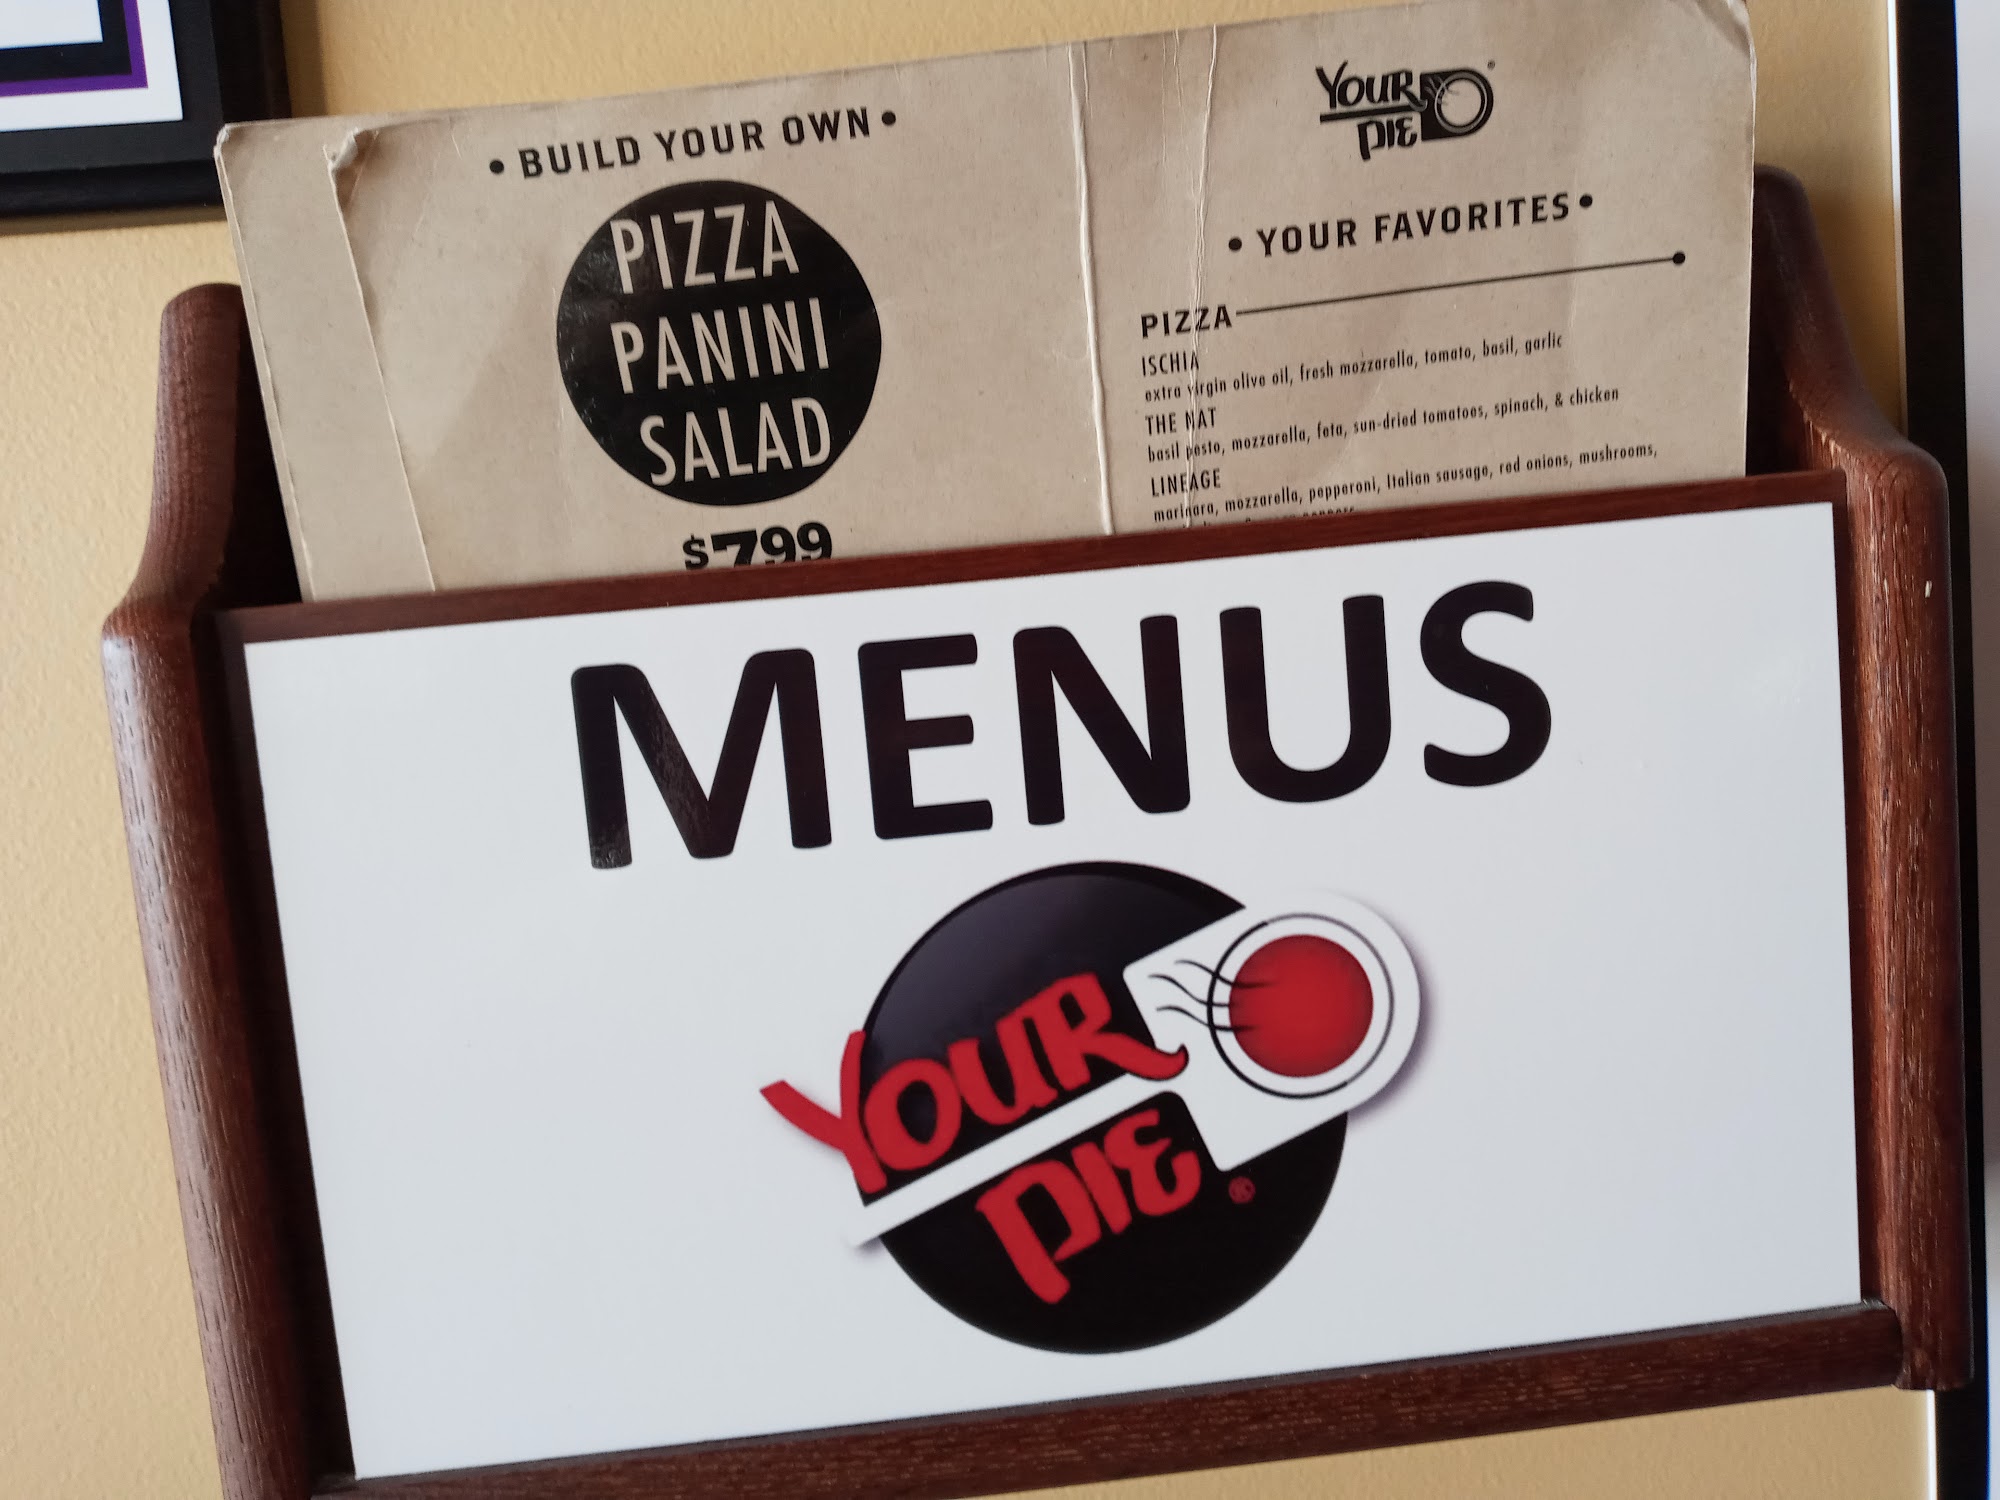 • BUILD YOUR OWN •
PIZZA
PANINI
SALAD
$7.99
YOUR
PIE
• YOUR FAVORITES •
PIZZA
ISCHIA
extra virgin olive oil, fresh mozzarella, tomato, basil, garlic
THE NAT
basil pesto, mozzarella, feta, sun-dried tomatoes, spinach, & chicken
LINEAGE
marinara, mozzarella, pepperoni, Italian sausage, red onions, mushrooms,
MENUS
YOUR
PIE
®